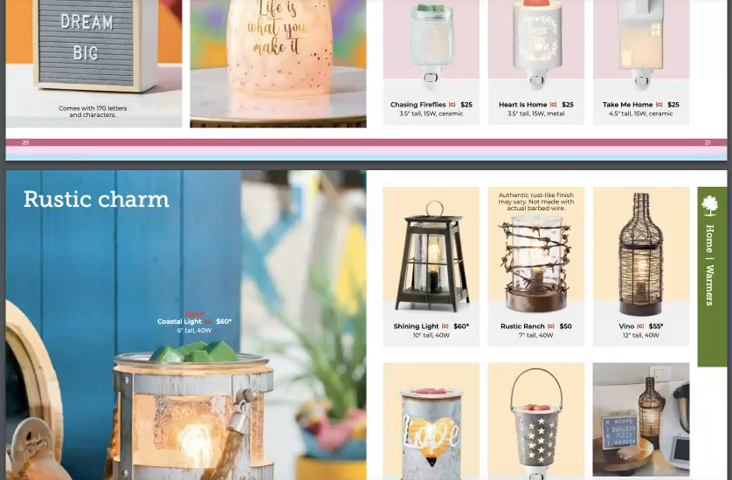 DREAM
BIG
Comes with 170 letters
and characters.
Life is
what you
make it
Chasing Fireflies [c] $25
3.5" tall, 15W, ceramic
Heart Is Home [c] $25
3.5" tall, 15W, metal
Take Me Home [c] $25
4.5" tall, 15W, ceramic
20
21
Rustic charm
Coastal Light $60*
6" tall, 40W
Authentic rust-like finish
may vary. Not made with
actual barbed wire.
Shining Light [c] $60*
10" tall, 40W
Rustic Ranch [c] $50
7" tall, 40W
Vino [c] $55*
12" tall, 40W
Home | Warmers
Love